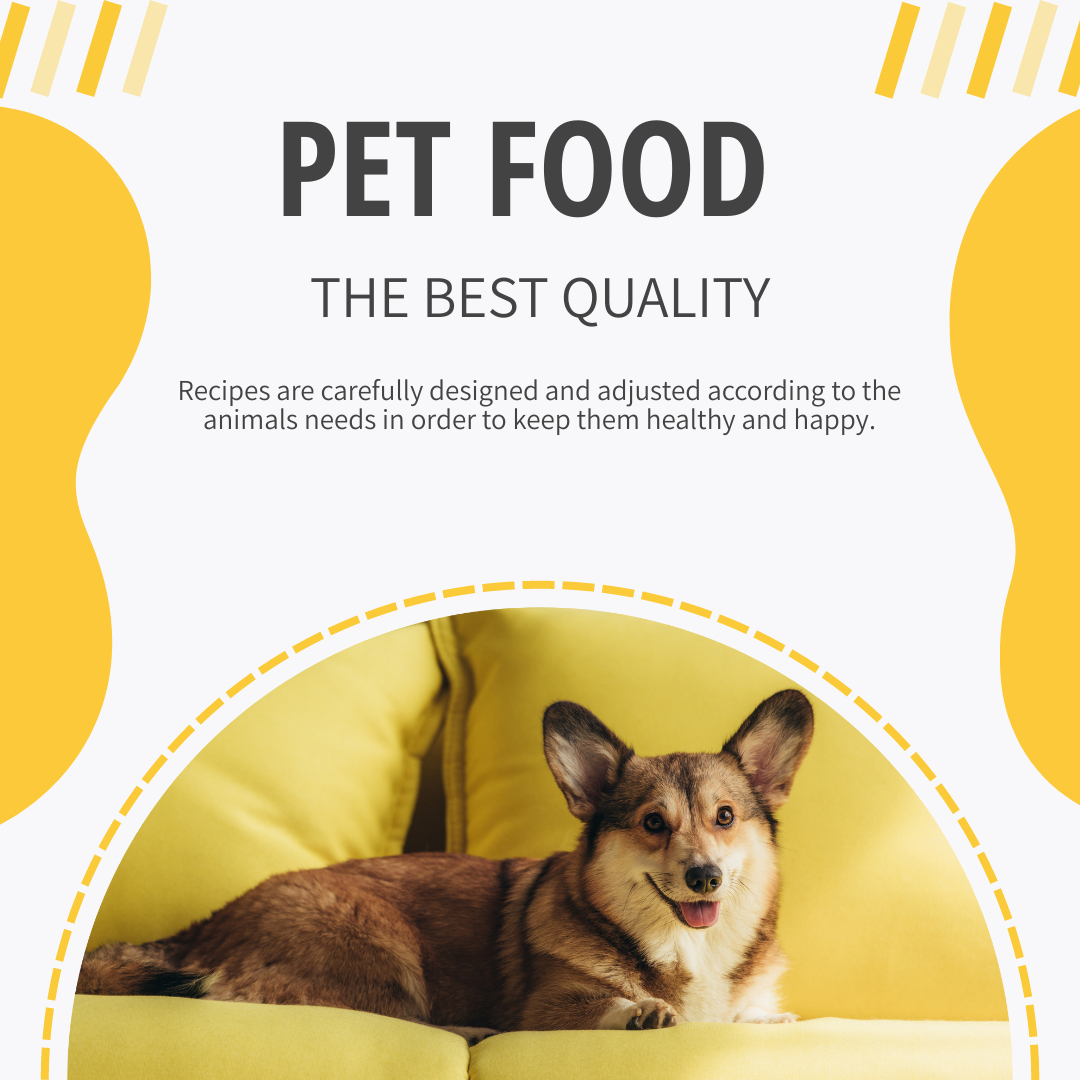 PET FOOD
THE BEST QUALITY
Recipes are carefully designed and adjusted according to the
animals needs in order to keep them healthy and happy.